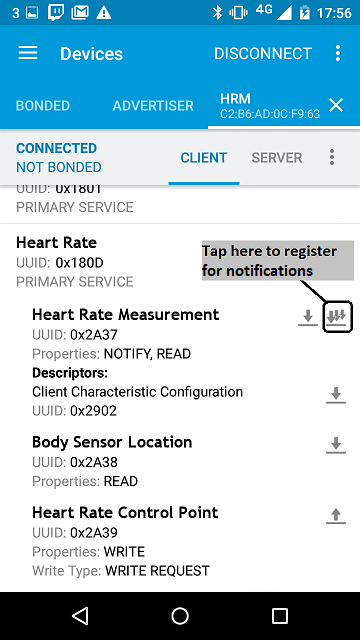 3 4G 17:56
Devices DISCONNECT
BONDED ADVERTISER HRM
C2:B6:AD:0C:F9:63
CONNECTED
NOT BONDED
CLIENT SERVER
UUID: 0x1801
PRIMARY SERVICE
Heart Rate
UUID: 0x180D
PRIMARY SERVICE
Tap here to register
for notifications
Heart Rate Measurement
UUID: 0x2A37
Properties: NOTIFY, READ
Descriptors:
Client Characteristic Configuration
UUID: 0x2902
Body Sensor Location
UUID: 0x2A38
Properties: READ
Heart Rate Control Point
UUID: 0x2A39
Properties: WRITE
Write Type: WRITE REQUEST